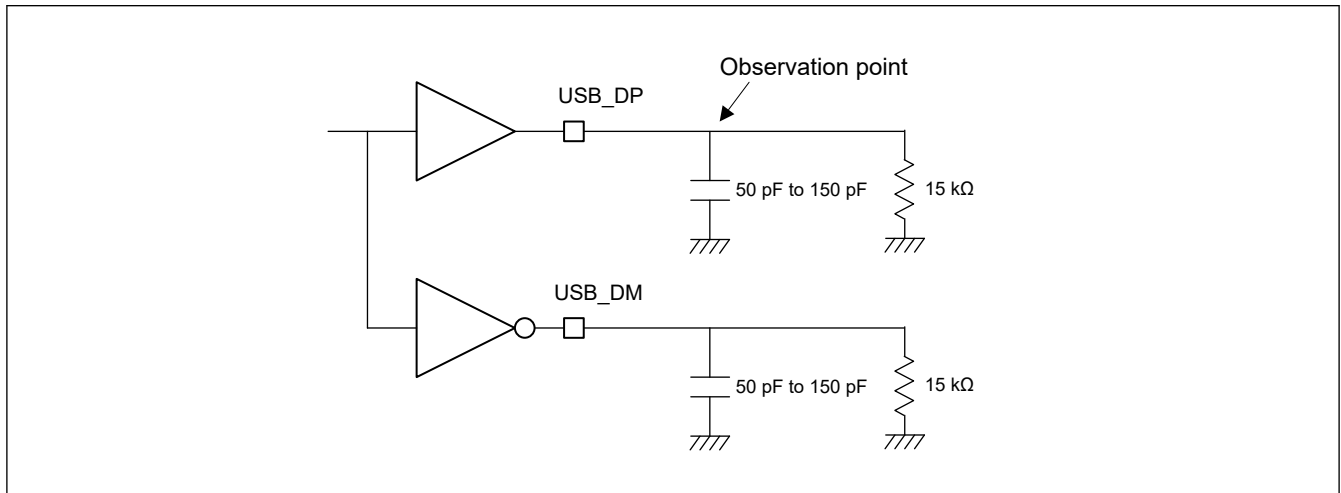 Observation point
USB_DP
50 pF to 150 pF
15 kΩ
USB_DM
50 pF to 150 pF
15 kΩ